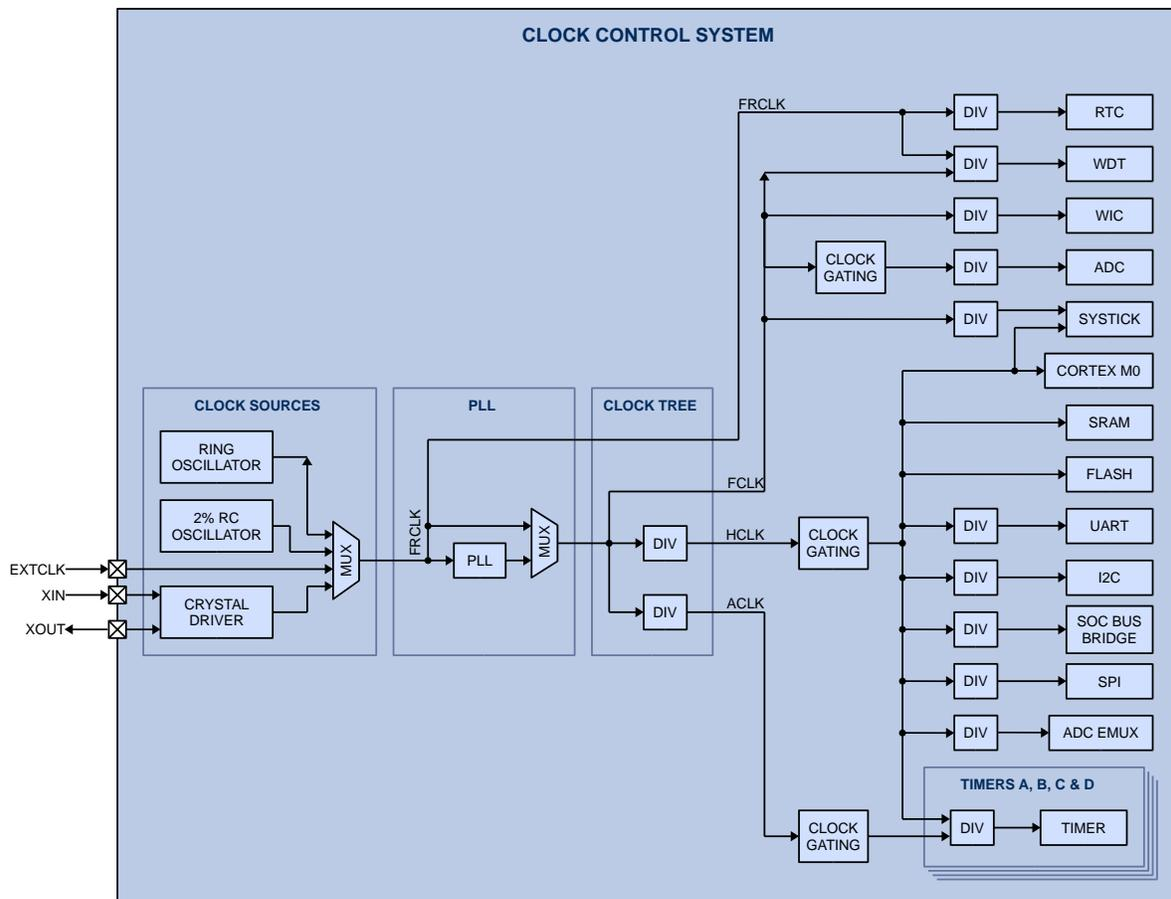 CLOCK CONTROL SYSTEM
FRCLK
DIV
RTC
DIV
WDT
DIV
WIC
CLOCK
GATING
DIV
ADC
DIV
SYSTICK
CORTEX M0
CLOCK SOURCES
PLL
CLOCK TREE
SRAM
RING
OSCILLATOR
FLASH
FCLK
2% RC
OSCILLATOR
FRCLK
MUX
PLL
MUX
DIV
HCLK
CLOCK
GATING
DIV
UART
EXTCLK
XIN
XOUT
CRYSTAL
DRIVER
DIV
ACLK
DIV
I2C
DIV
SOC BUS
BRIDGE
DIV
SPI
DIV
ADC EMUX
TIMERS A, B, C & D
CLOCK
GATING
DIV
TIMER